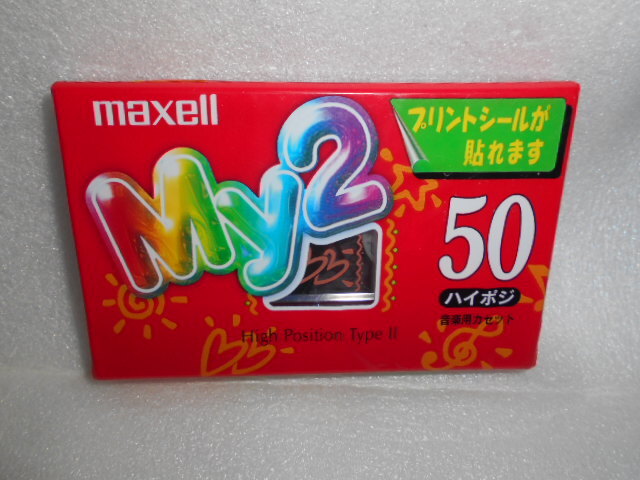 maxell
My2
プリントシールが
貼れます
50
ハイポジ
音楽用カセット
High Position Type II